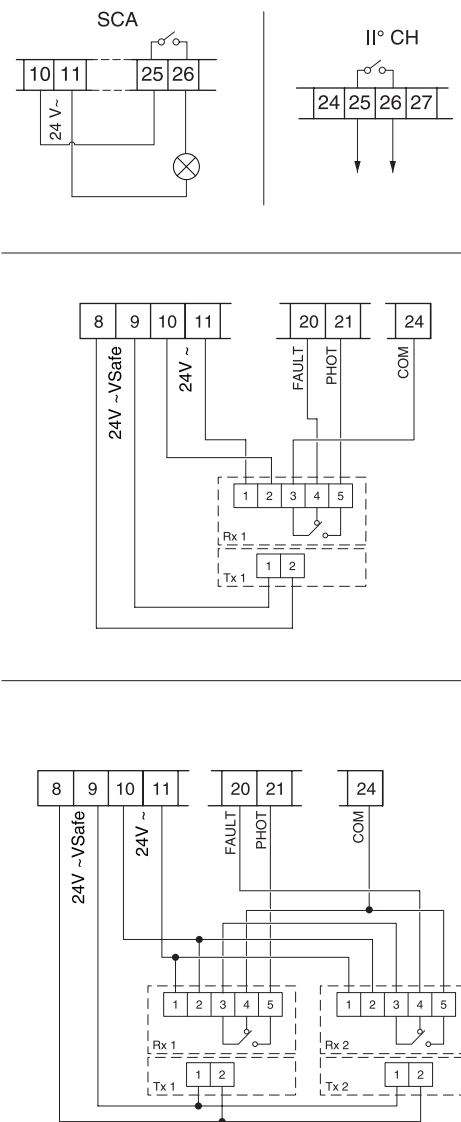 SCA
10 11 25 26
24 V~
II° CH
24 25 26 27
8 9 10 11 20 21 24
24V ~VSafe
24V ~
FAULT
PHOT
COM
1 2 3 4 5
Rx 1
1 2
Tx 1
8 9 10 11 20 21 24
24V ~VSafe
24V ~
FAULT
PHOT
COM
1 2 3 4 5
Rx 1
1 2 3 4 5
Rx 2
1 2
Tx 1
1 2
Tx 2